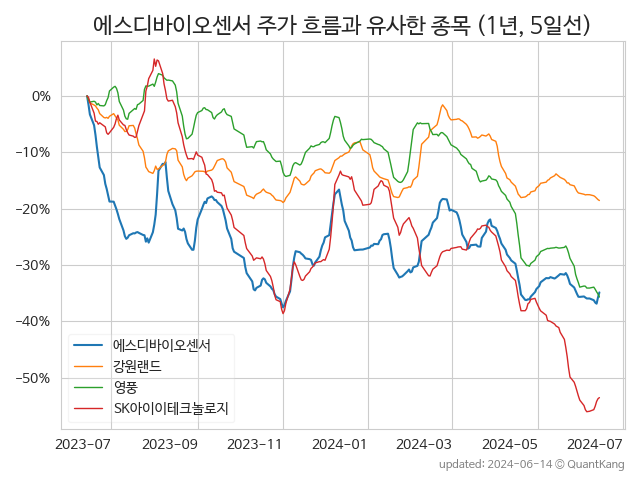 에스디바이오센서 주가 흐름과 유사한 종목 (1년, 5일선)
0%
−10%
−20%
−30%
−40%
−50%
에스디바이오센서
강원랜드
영풍
SK아이이테크놀로지
2023-07 2023-09 2023-11 2024-01 2024-03 2024-05 2024-07
updated: 2024-06-14 © QuantKang